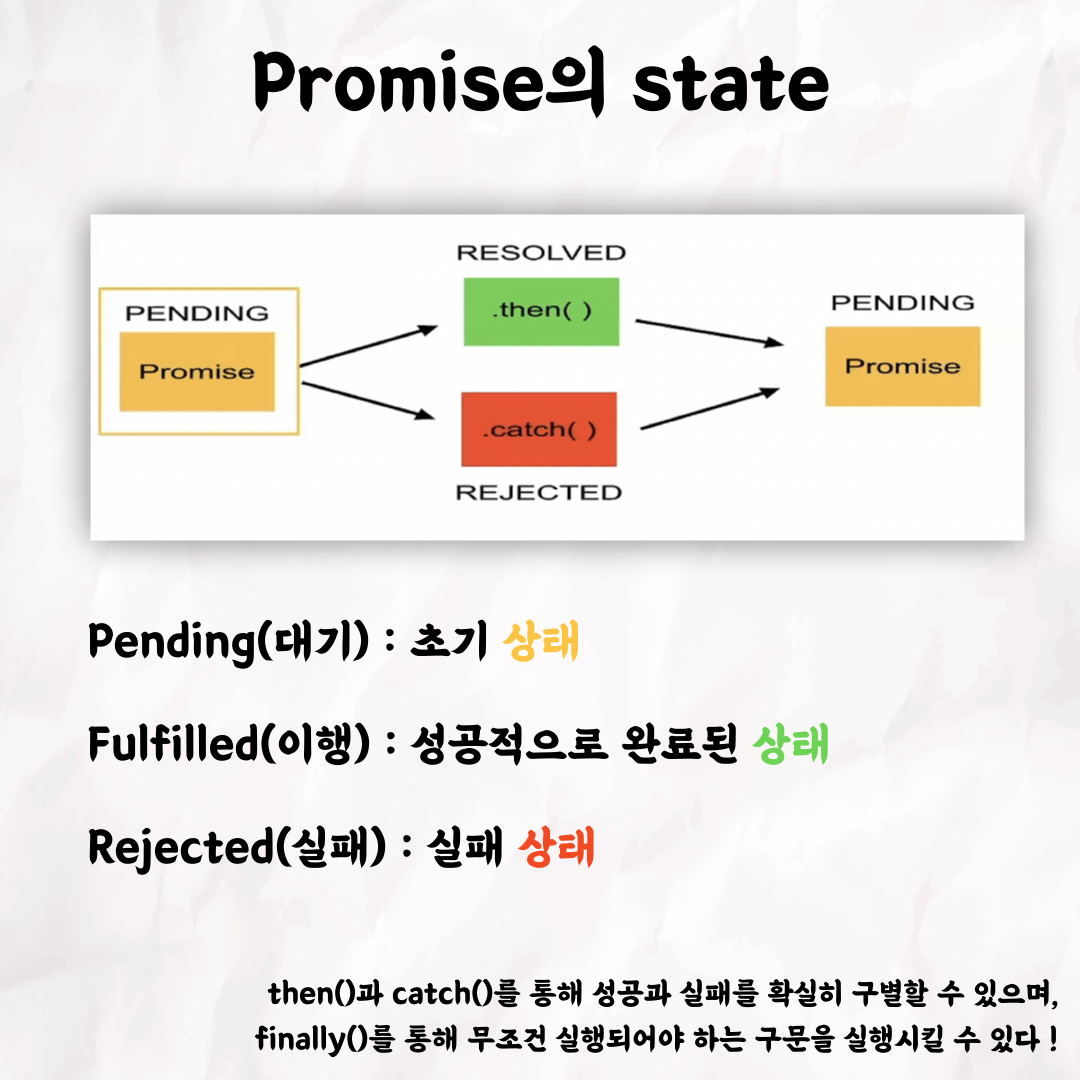 Promise의 state
RESOLVED
.then( )
PENDING
Promise
PENDING
Promise
.catch( )
REJECTED
Pending(대기) : 초기 상태
Fulfilled(이행) : 성공적으로 완료된 상태
Rejected(실패) : 실패 상태
then()과 catch()를 통해 성공과 실패를 확실히 구별할 수 있으며,
finally()를 통해 무조건 실행되어야 하는 구문을 실행시킬 수 있다 !